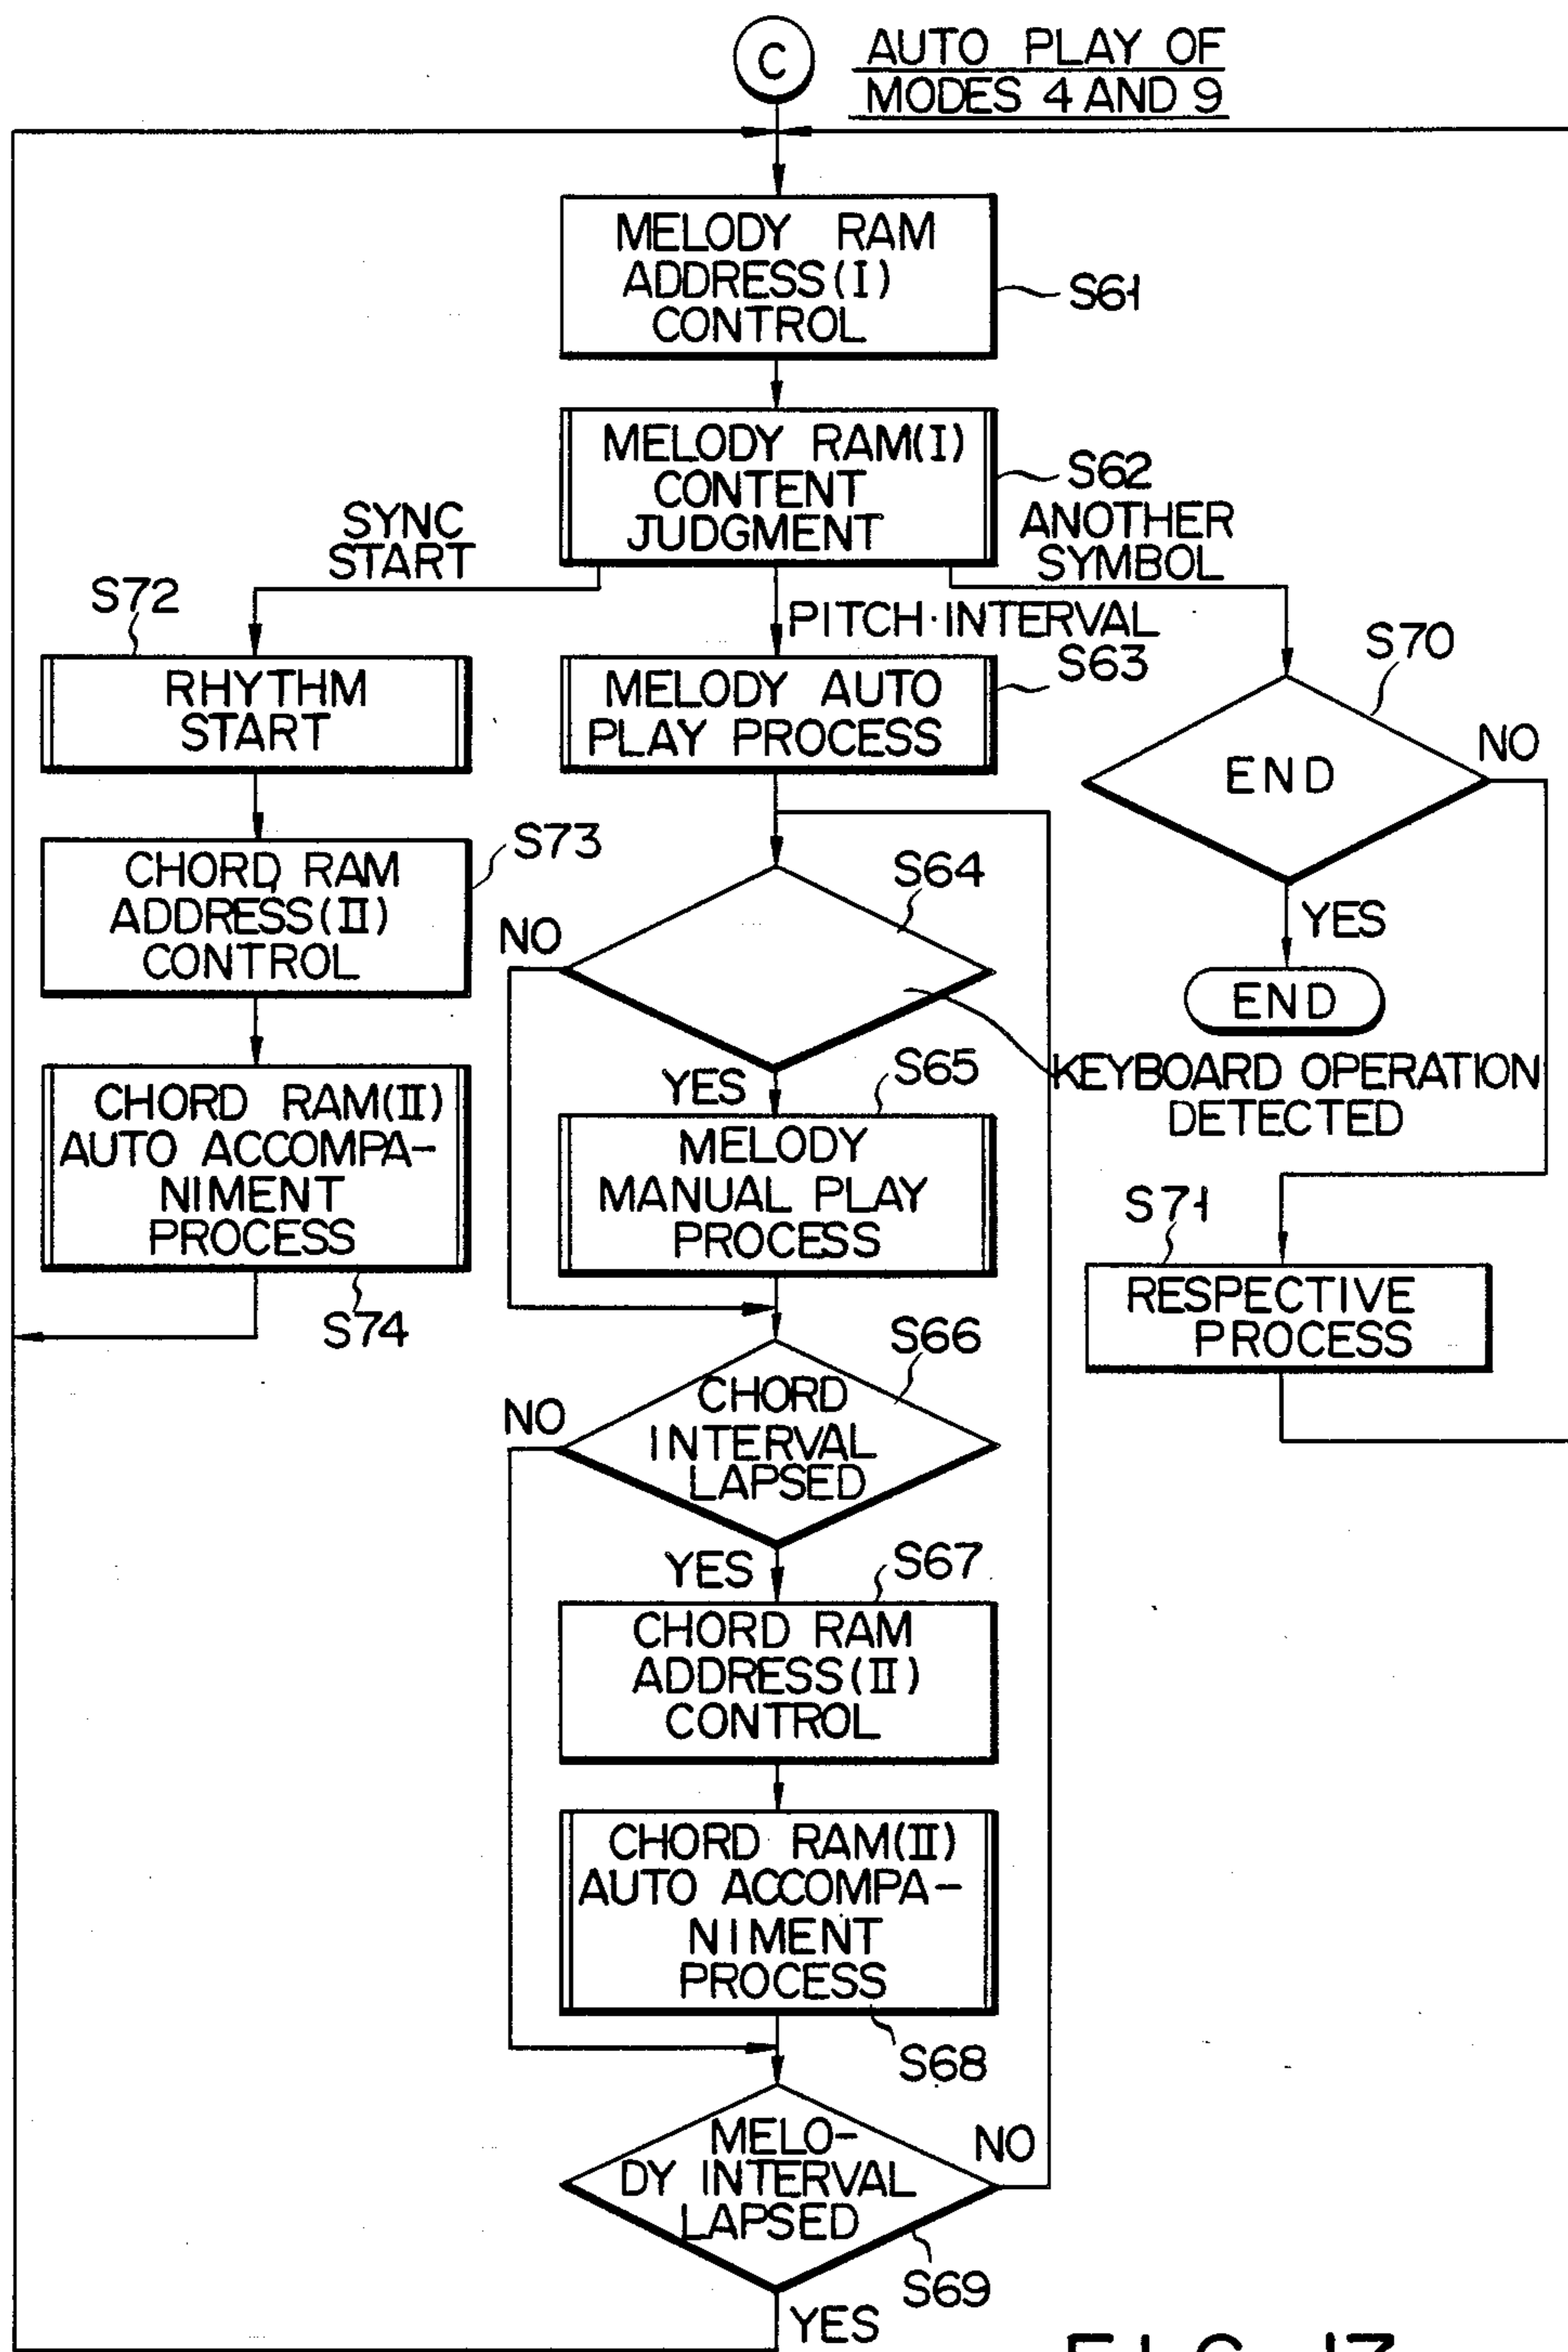 C
AUTO PLAY OF
MODES 4 AND 9
MELODY RAM
ADDRESS(I)
CONTROL
S61
MELODY RAM(I)
CONTENT
JUDGMENT
S62
SYNC
START
ANOTHER
SYMBOL
PITCH·INTERVAL
S72
RHYTHM
START
S63
MELODY AUTO
PLAY PROCESS
S70
END
NO
YES
END
S73
CHORD RAM
ADDRESS(II)
CONTROL
S64
NO
YES
KEYBOARD OPERATION
DETECTED
CHORD RAM(II)
AUTO ACCOMPA-
NIMENT
PROCESS
S74
S65
MELODY
MANUAL PLAY
PROCESS
S71
RESPECTIVE
PROCESS
S66
CHORD
INTERVAL
LAPSED
NO
YES
S67
CHORD RAM
ADDRESS(II)
CONTROL
CHORD RAM(II)
AUTO ACCOMPA-
NIMENT
PROCESS
S68
MELO-
DY INTERVAL
LAPSED
NO
S69
YES